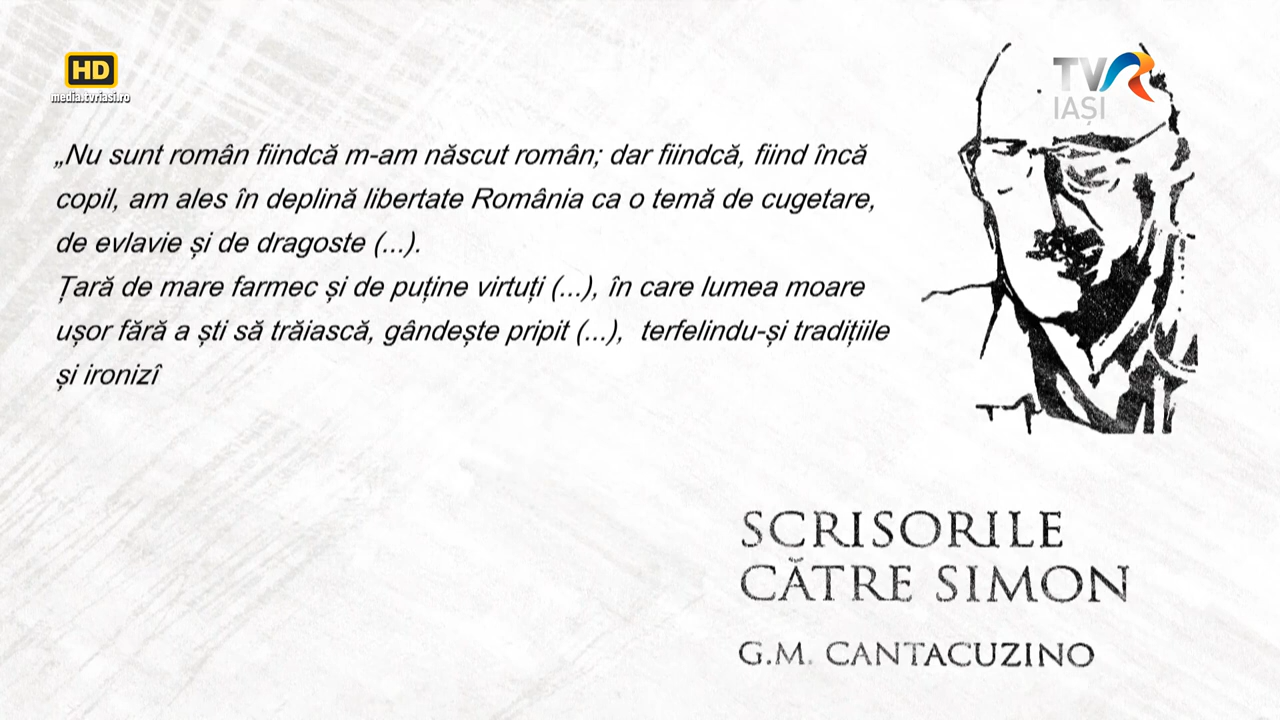 HD
media.tvriasi.ro
TVR
IAȘI
„Nu sunt român fiindcă m-am născut român; dar fiindcă, fiind încă
copil, am ales în deplină libertate România ca o temă de cugetare,
de evlavie și de dragoste (...).
Țară de mare farmec și de puține virtuți (...), în care lumea moare
ușor fără a ști să trăiască, gândește pripit (...), terfelindu-și tradițiile
și ironizî
SCRISORILE
CĂTRE SIMON
G.M. CANTACUZINO